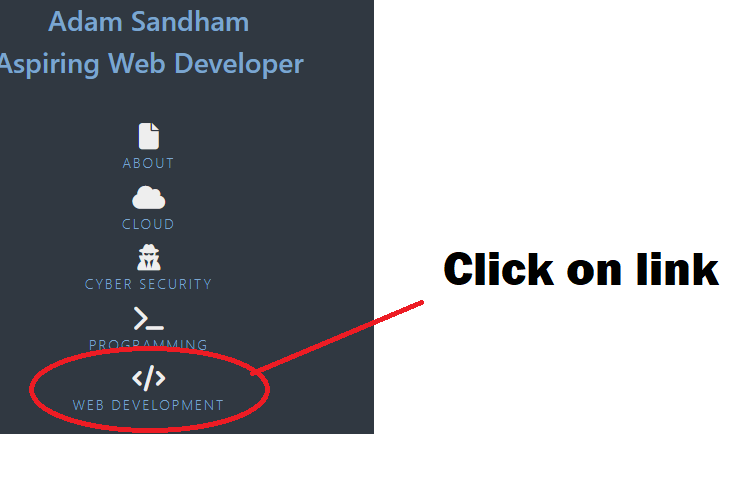 Adam Sandham
Aspiring Web Developer
ABOUT
CLOUD
CYBER SECURITY
PROGRAMMING
WEB DEVELOPMENT
Click on link